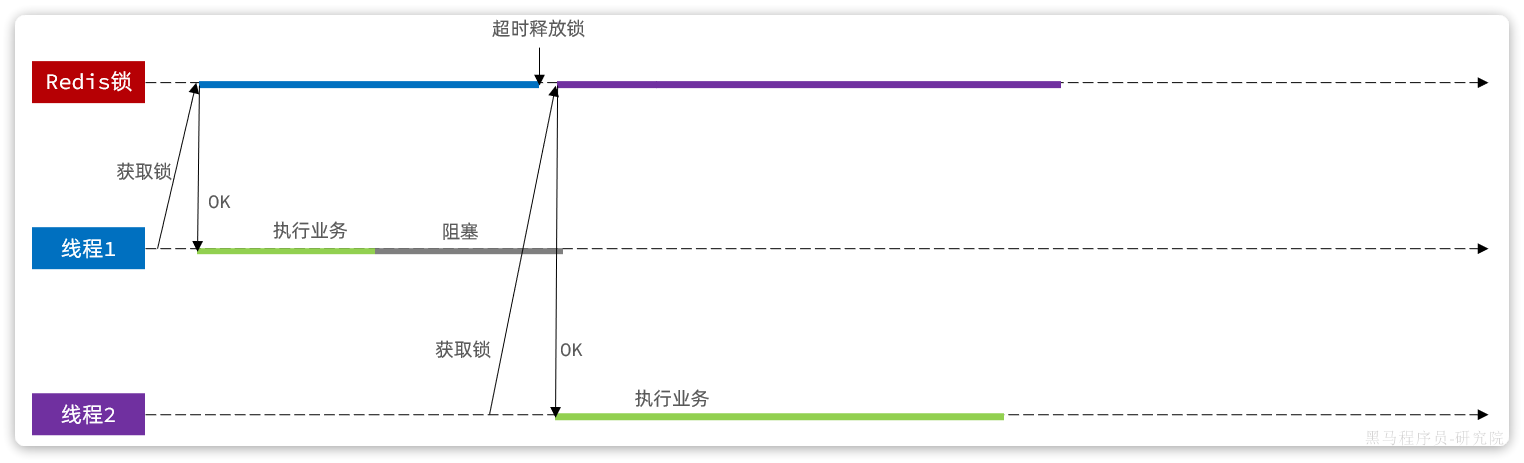 超时释放锁
Redis锁
获取锁
OK
执行业务
阻塞
线程1
获取锁
OK
执行业务
线程2
黑马程序员-研究院